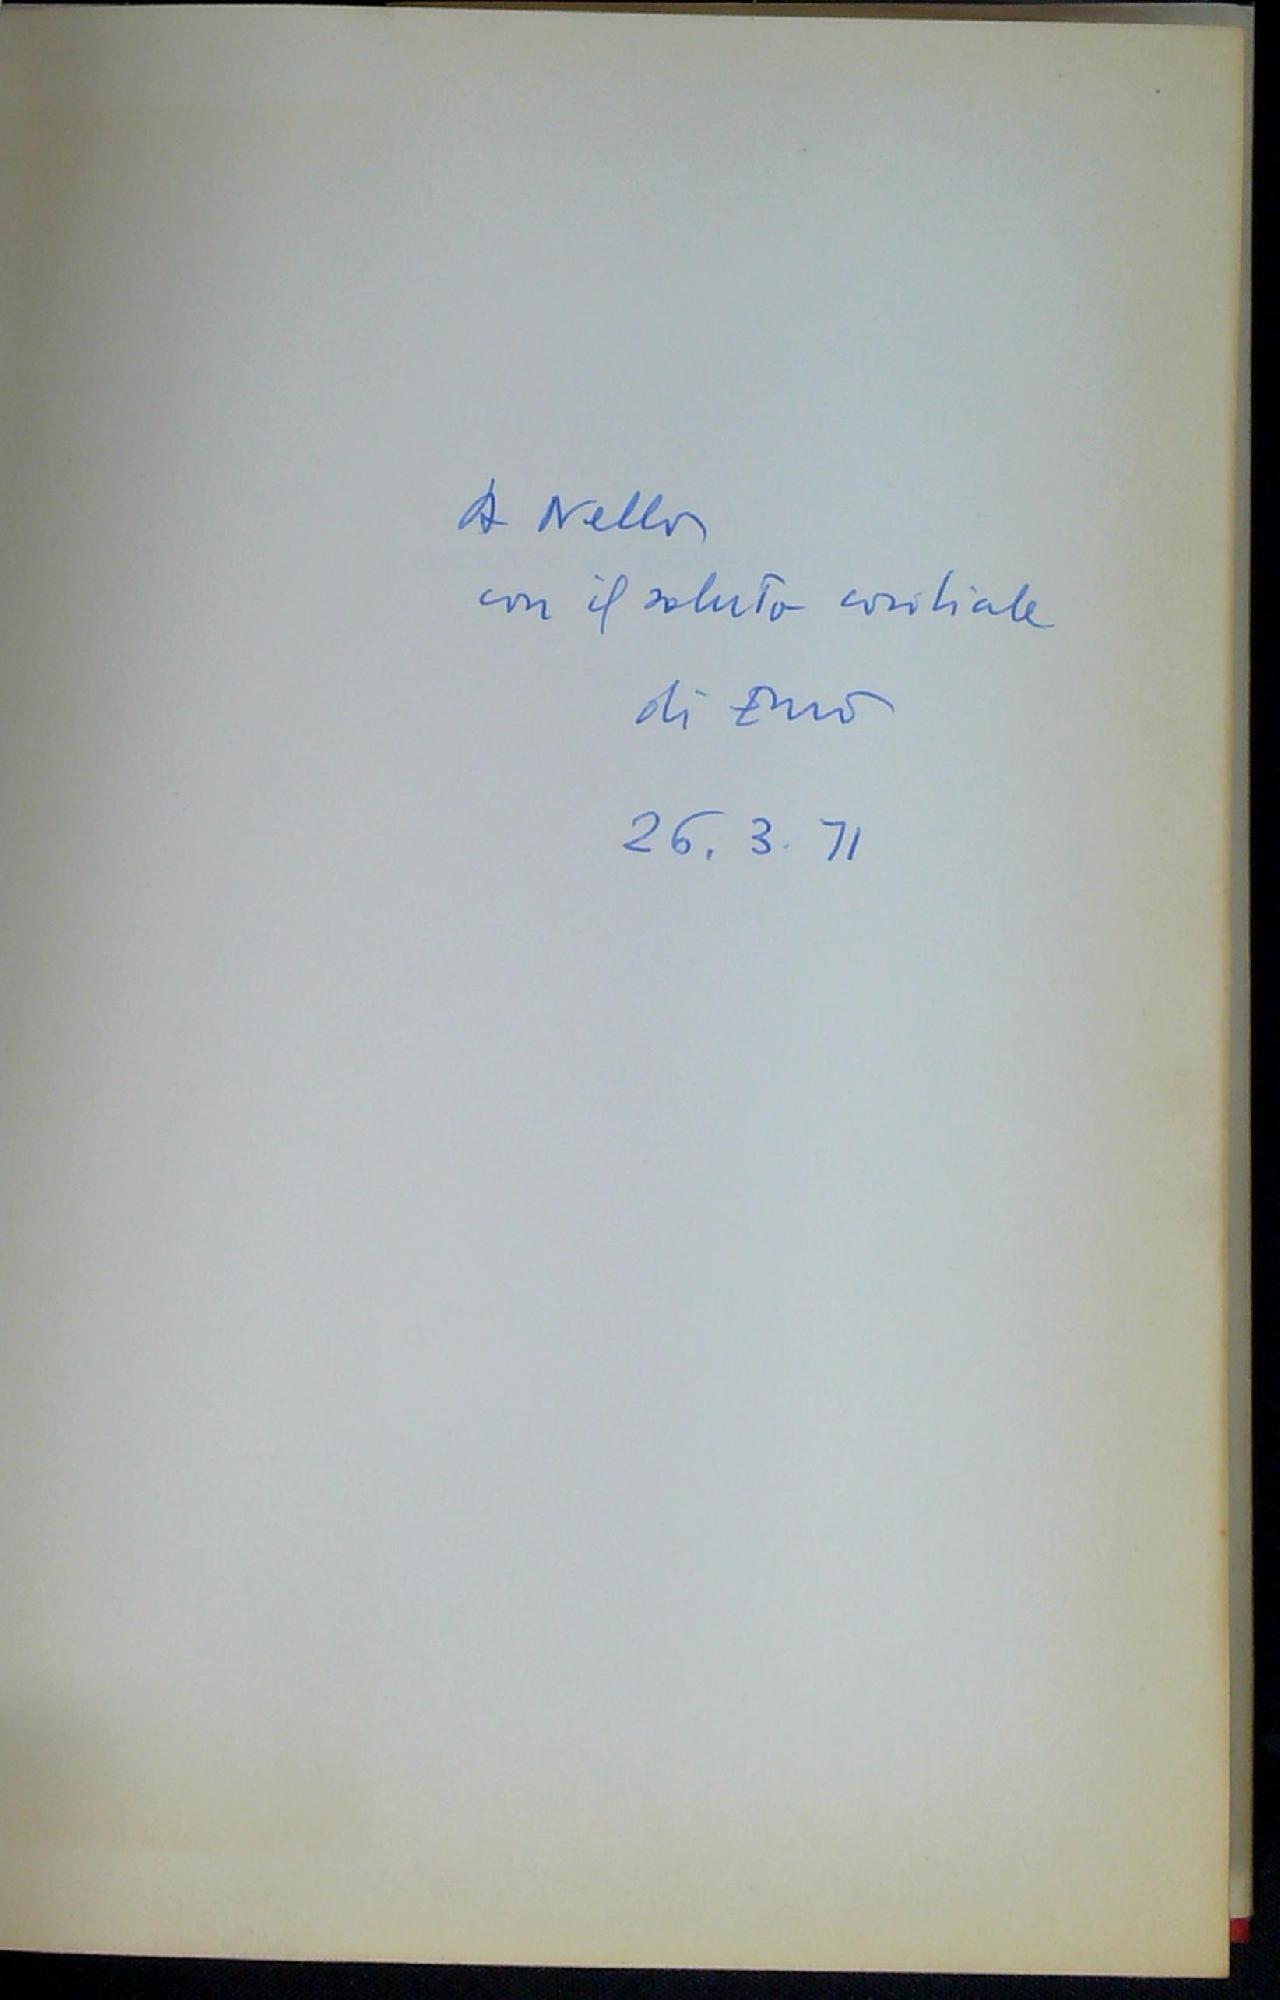 A Nello
con il saluto cordiale
di Enzo
26. 3. 71